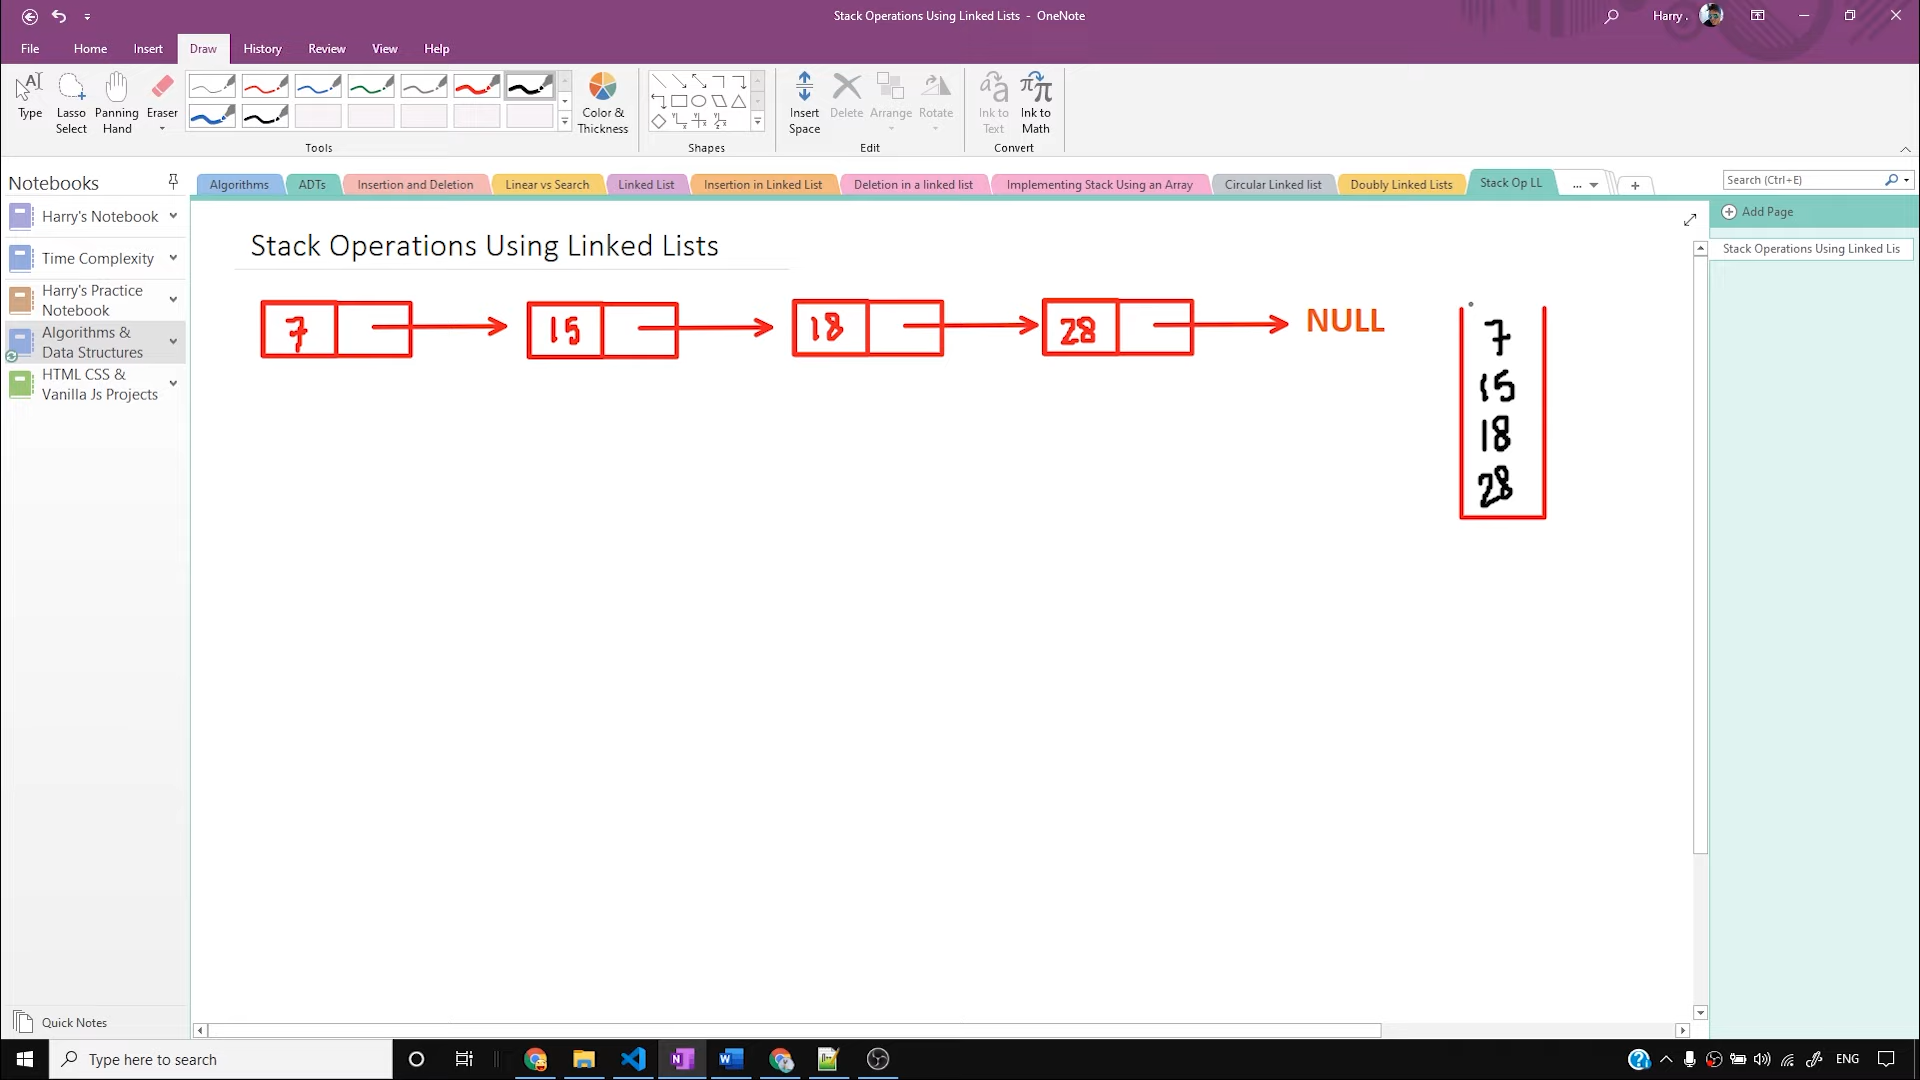 Stack Operations Using Linked Lists - OneNote
Harry .
File Home Insert Draw History Review View Help
Type
Lasso Select
Panning Hand
Eraser
Color & Thickness
Insert Space
Delete
Arrange
Rotate
Ink to Text
Ink to Math
Tools
Shapes
Edit
Convert
Notebooks
Algorithms ADTs Insertion and Deletion Linear vs Search Linked List Insertion in Linked List Deletion in a linked list Implementing Stack Using an Array Circular Linked list Doubly Linked Lists Stack Op LL ...
Search (Ctrl+E)
Harry's Notebook
Time Complexity
Harry's Practice
Notebook
Algorithms &
Data Structures
HTML CSS &
Vanilla Js Projects
Add Page
Stack Operations Using Linked Lis
Stack Operations Using Linked Lists
7 15 18 28 NULL
7
15
18
28
Quick Notes
Type here to search
ENG